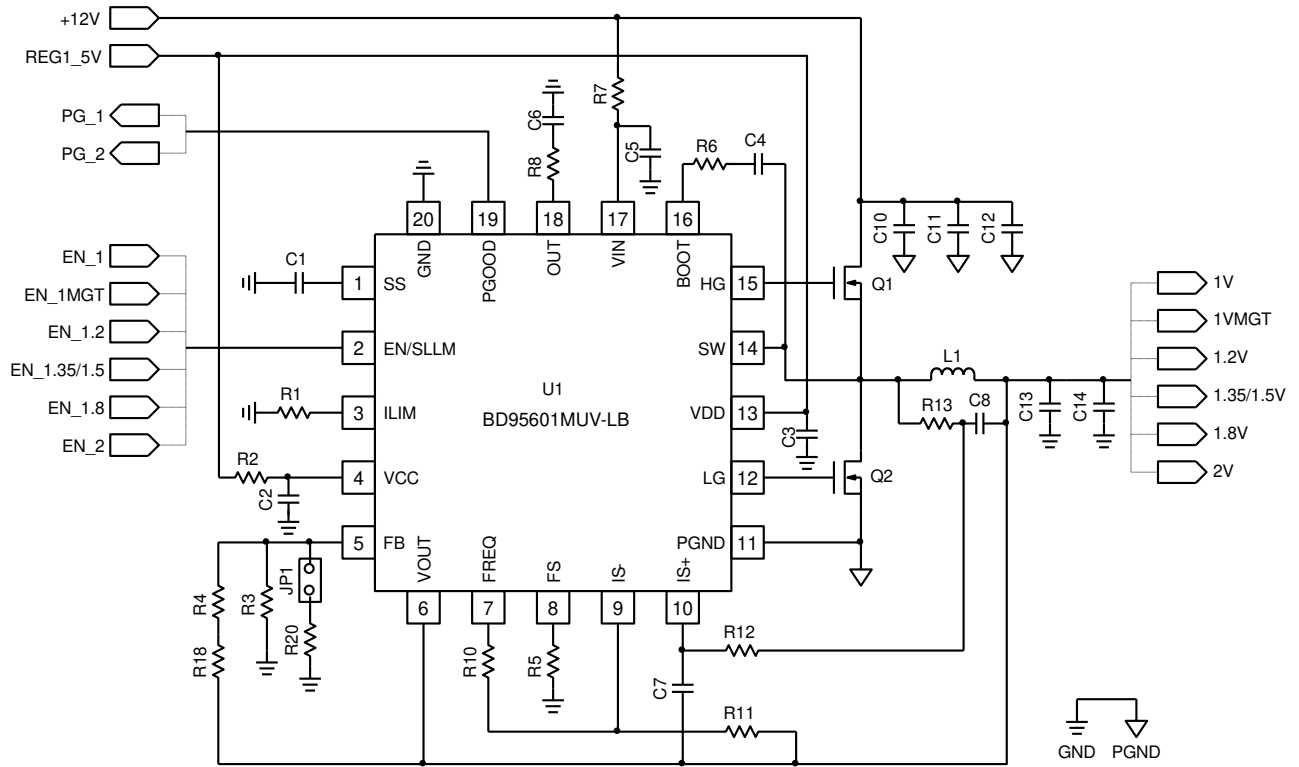 +12V
REG1_5V
PG_1
PG_2
EN_1
EN_1MGT
EN_1.2
EN_1.35/1.5
EN_1.8
EN_2
R7
C6
R8
C5
R6
C4
20
19
18
17
16
GND
PGOOD
OUT
VIN
BOOT
C10
C11
C12
C1
1
SS
HG
15
Q1
2
EN/SLLM
SW
14
U1
BD95601MUV-LB
R1
3
ILIM
VDD
13
C3
R2
C2
4
VCC
LG
12
Q2
5
FB
PGND
11
VOUT
FREQ
FS
IS-
IS+
6
7
8
9
10
L1
R13
C8
C13
C14
1V
1VMGT
1.2V
1.35/1.5V
1.8V
2V
R4
R3
JP1
R20
R18
R10
R5
C7
R12
R11
GND
PGND